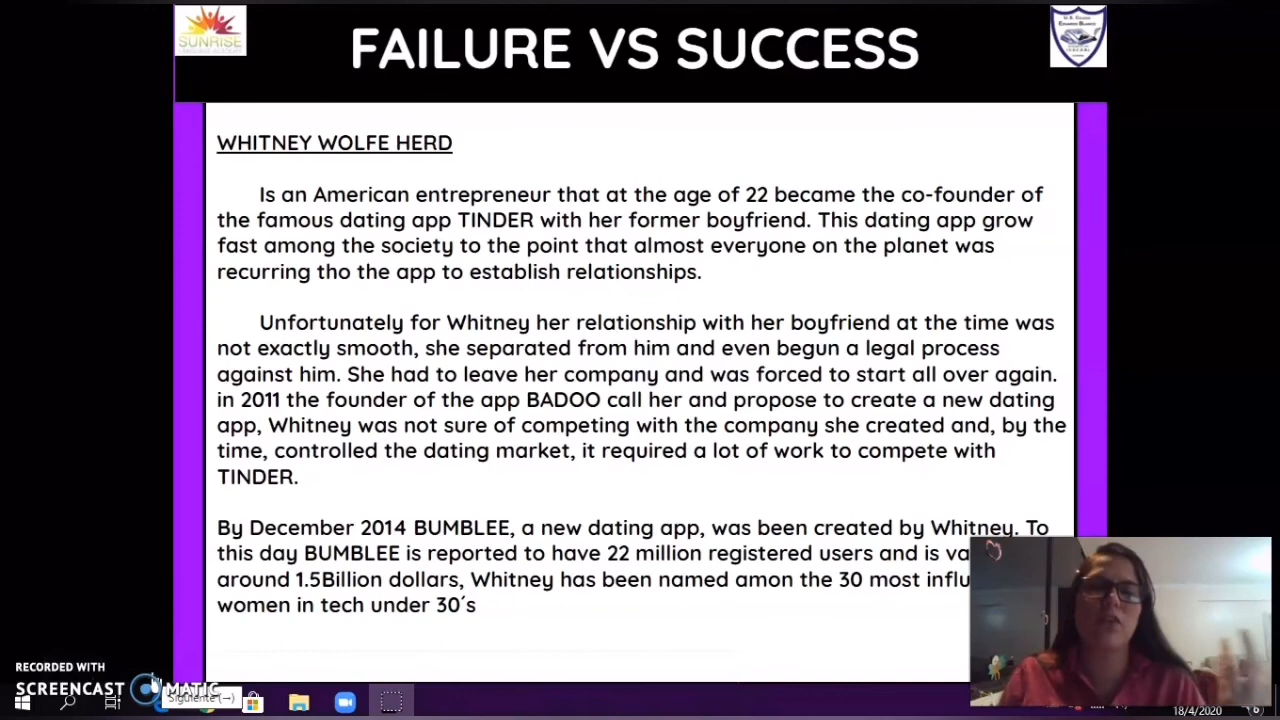 SUNRISE
FAILURE VS SUCCESS
WHITNEY WOLFE HERD
Is an American entrepreneur that at the age of 22 became the co-founder of
the famous dating app TINDER with her former boyfriend. This dating app grow
fast among the society to the point that almost everyone on the planet was
recurring tho the app to establish relationships.
Unfortunately for Whitney her relationship with her boyfriend at the time was
not exactly smooth, she separated from him and even begun a legal process
against him. She had to leave her company and was forced to start all over again.
in 2011 the founder of the app BADOO call her and propose to create a new dating
app, Whitney was not sure of competing with the company she created and, by the
time, controlled the dating market, it required a lot of work to compete with
TINDER.
By December 2014 BUMBLEE, a new dating app, was been created by Whitney. To
this day BUMBLEE is reported to have 22 million registered users and is va
around 1.5Billion dollars, Whitney has been named amon the 30 most influ
women in tech under 30´s
RECORDED WITH
SCREENCAST MATIC
Siguiente (→)
18/4/2020